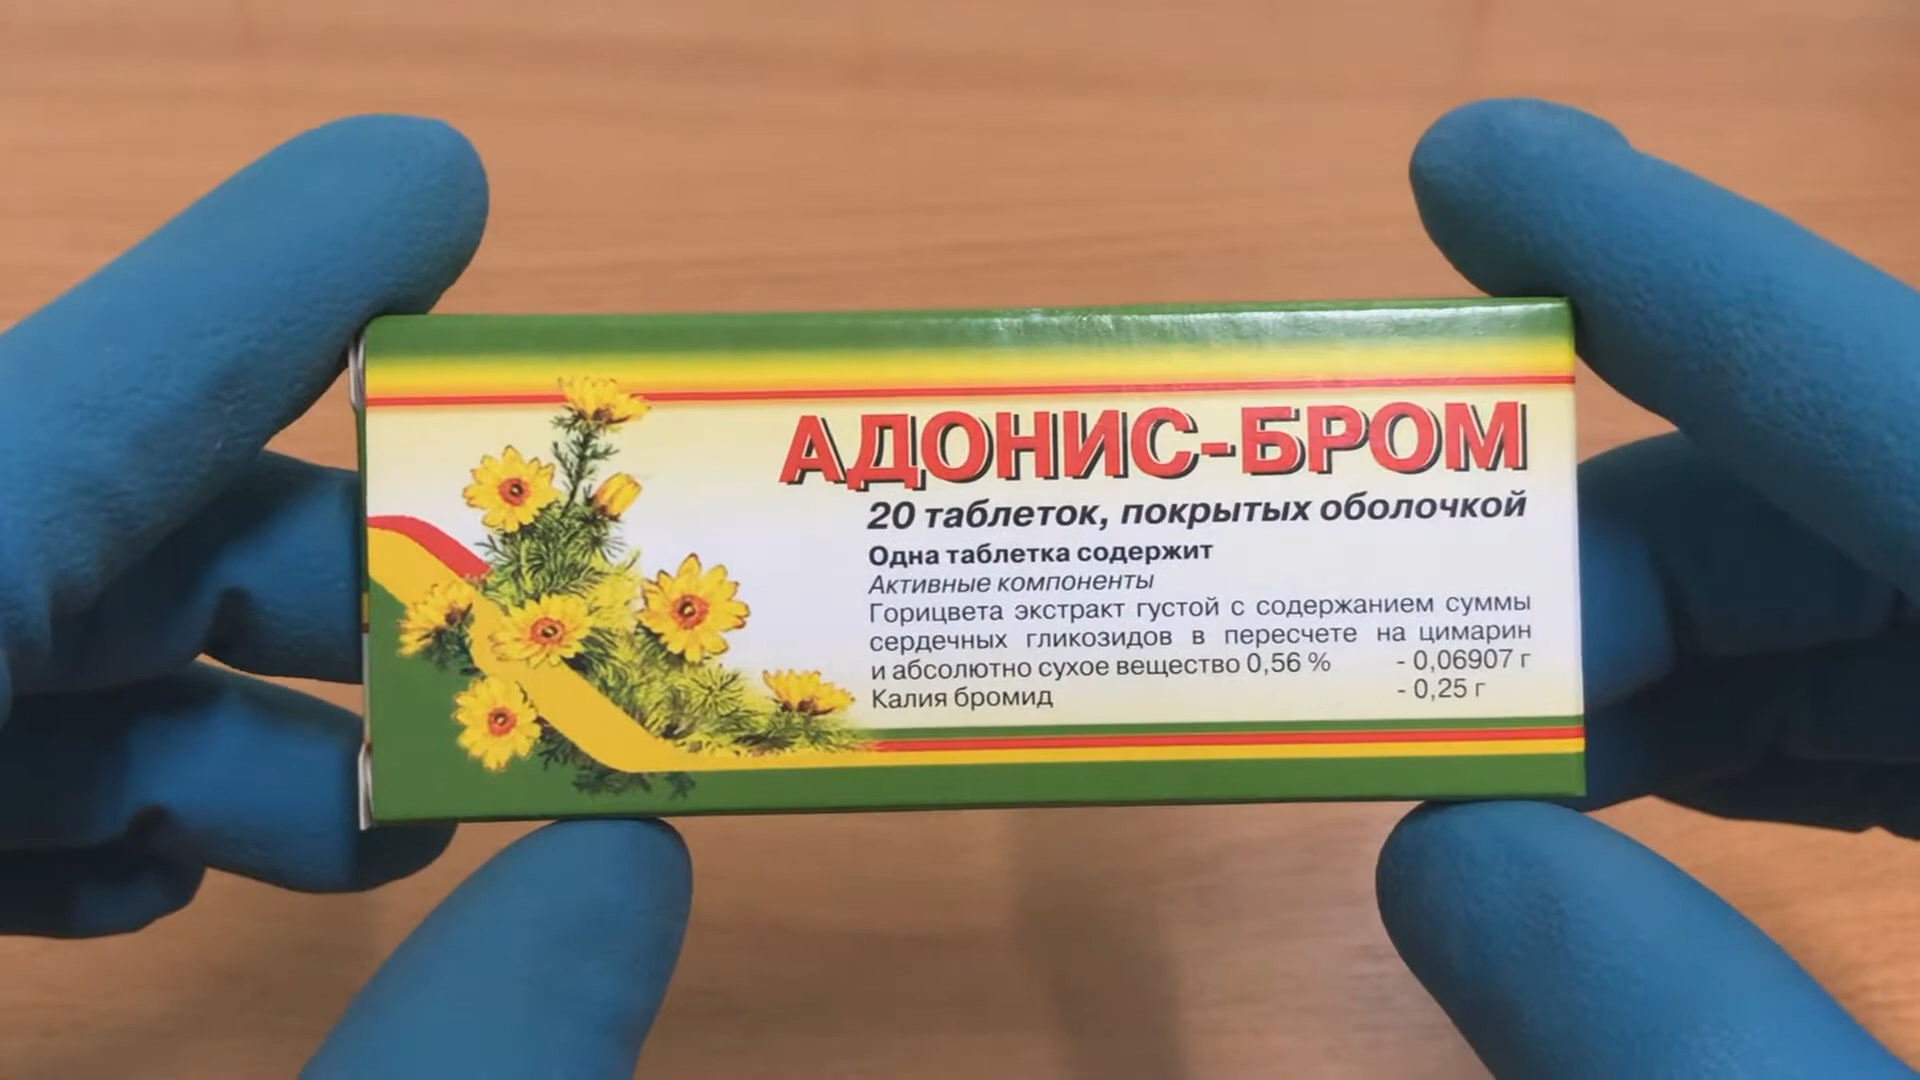 АДОНИС-БРОМ
20 таблеток, покрытых оболочкой
Одна таблетка содержит
Активные компоненты
Горицвета экстракт густой с содержанием суммы
сердечных гликозидов в пересчете на цимарин
и абсолютно сухое вещество 0,56 % - 0,06907 г
Калия бромид - 0,25 г